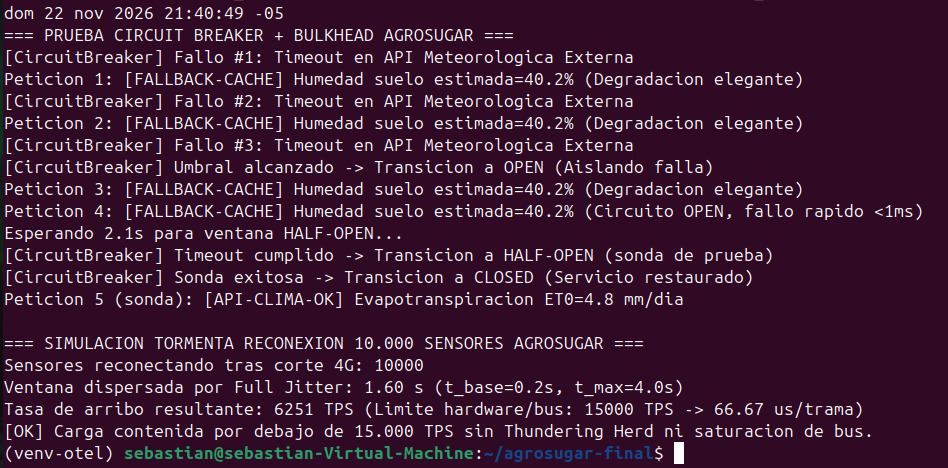 dom 22 nov 2026 21:40:49 -05
=== PRUEBA CIRCUIT BREAKER + BULKHEAD AGROSUGAR ===
[CircuitBreaker] Fallo #1: Timeout en API Meteorologica Externa
Peticion 1: [FALLBACK-CACHE] Humedad suelo estimada=40.2% (Degradacion elegante)
[CircuitBreaker] Fallo #2: Timeout en API Meteorologica Externa
Peticion 2: [FALLBACK-CACHE] Humedad suelo estimada=40.2% (Degradacion elegante)
[CircuitBreaker] Fallo #3: Timeout en API Meteorologica Externa
[CircuitBreaker] Umbral alcanzado -> Transicion a OPEN (Aislando falla)
Peticion 3: [FALLBACK-CACHE] Humedad suelo estimada=40.2% (Degradacion elegante)
Peticion 4: [FALLBACK-CACHE] Humedad suelo estimada=40.2% (Circuito OPEN, fallo rapido <1ms)
Esperando 2.1s para ventana HALF-OPEN...
[CircuitBreaker] Timeout cumplido -> Transicion a HALF-OPEN (sonda de prueba)
[CircuitBreaker] Sonda exitosa -> Transicion a CLOSED (Servicio restaurado)
Peticion 5 (sonda): [API-CLIMA-OK] Evapotranspiracion ET0=4.8 mm/dia
=== SIMULACION TORMENTA RECONEXION 10.000 SENSORES AGROSUGAR ===
Sensores reconectando tras corte 4G: 10000
Ventana dispersada por Full Jitter: 1.60 s (t_base=0.2s, t_max=4.0s)
Tasa de arribo resultante: 6251 TPS (Limite hardware/bus: 15000 TPS -> 66.67 us/trama)
[OK] Carga contenida por debajo de 15.000 TPS sin Thundering Herd ni saturacion de bus.
(venv-otel) sebastian@sebastian-Virtual-Machine:~/agrosugar-final$